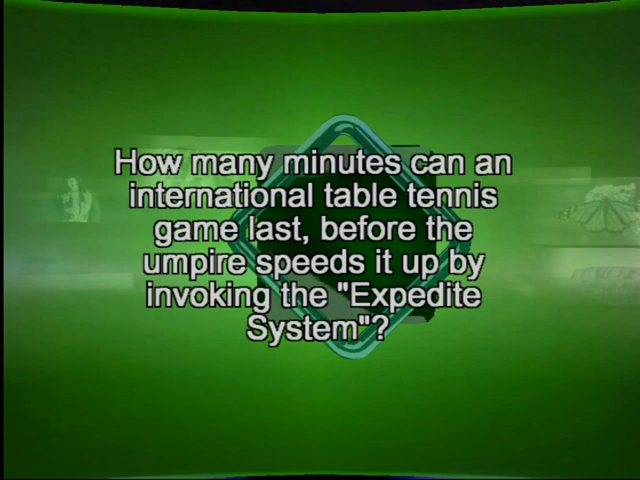 How many minutes can an
international table tennis
game last, before the
umpire speeds it up by
invoking the "Expedite
System"?